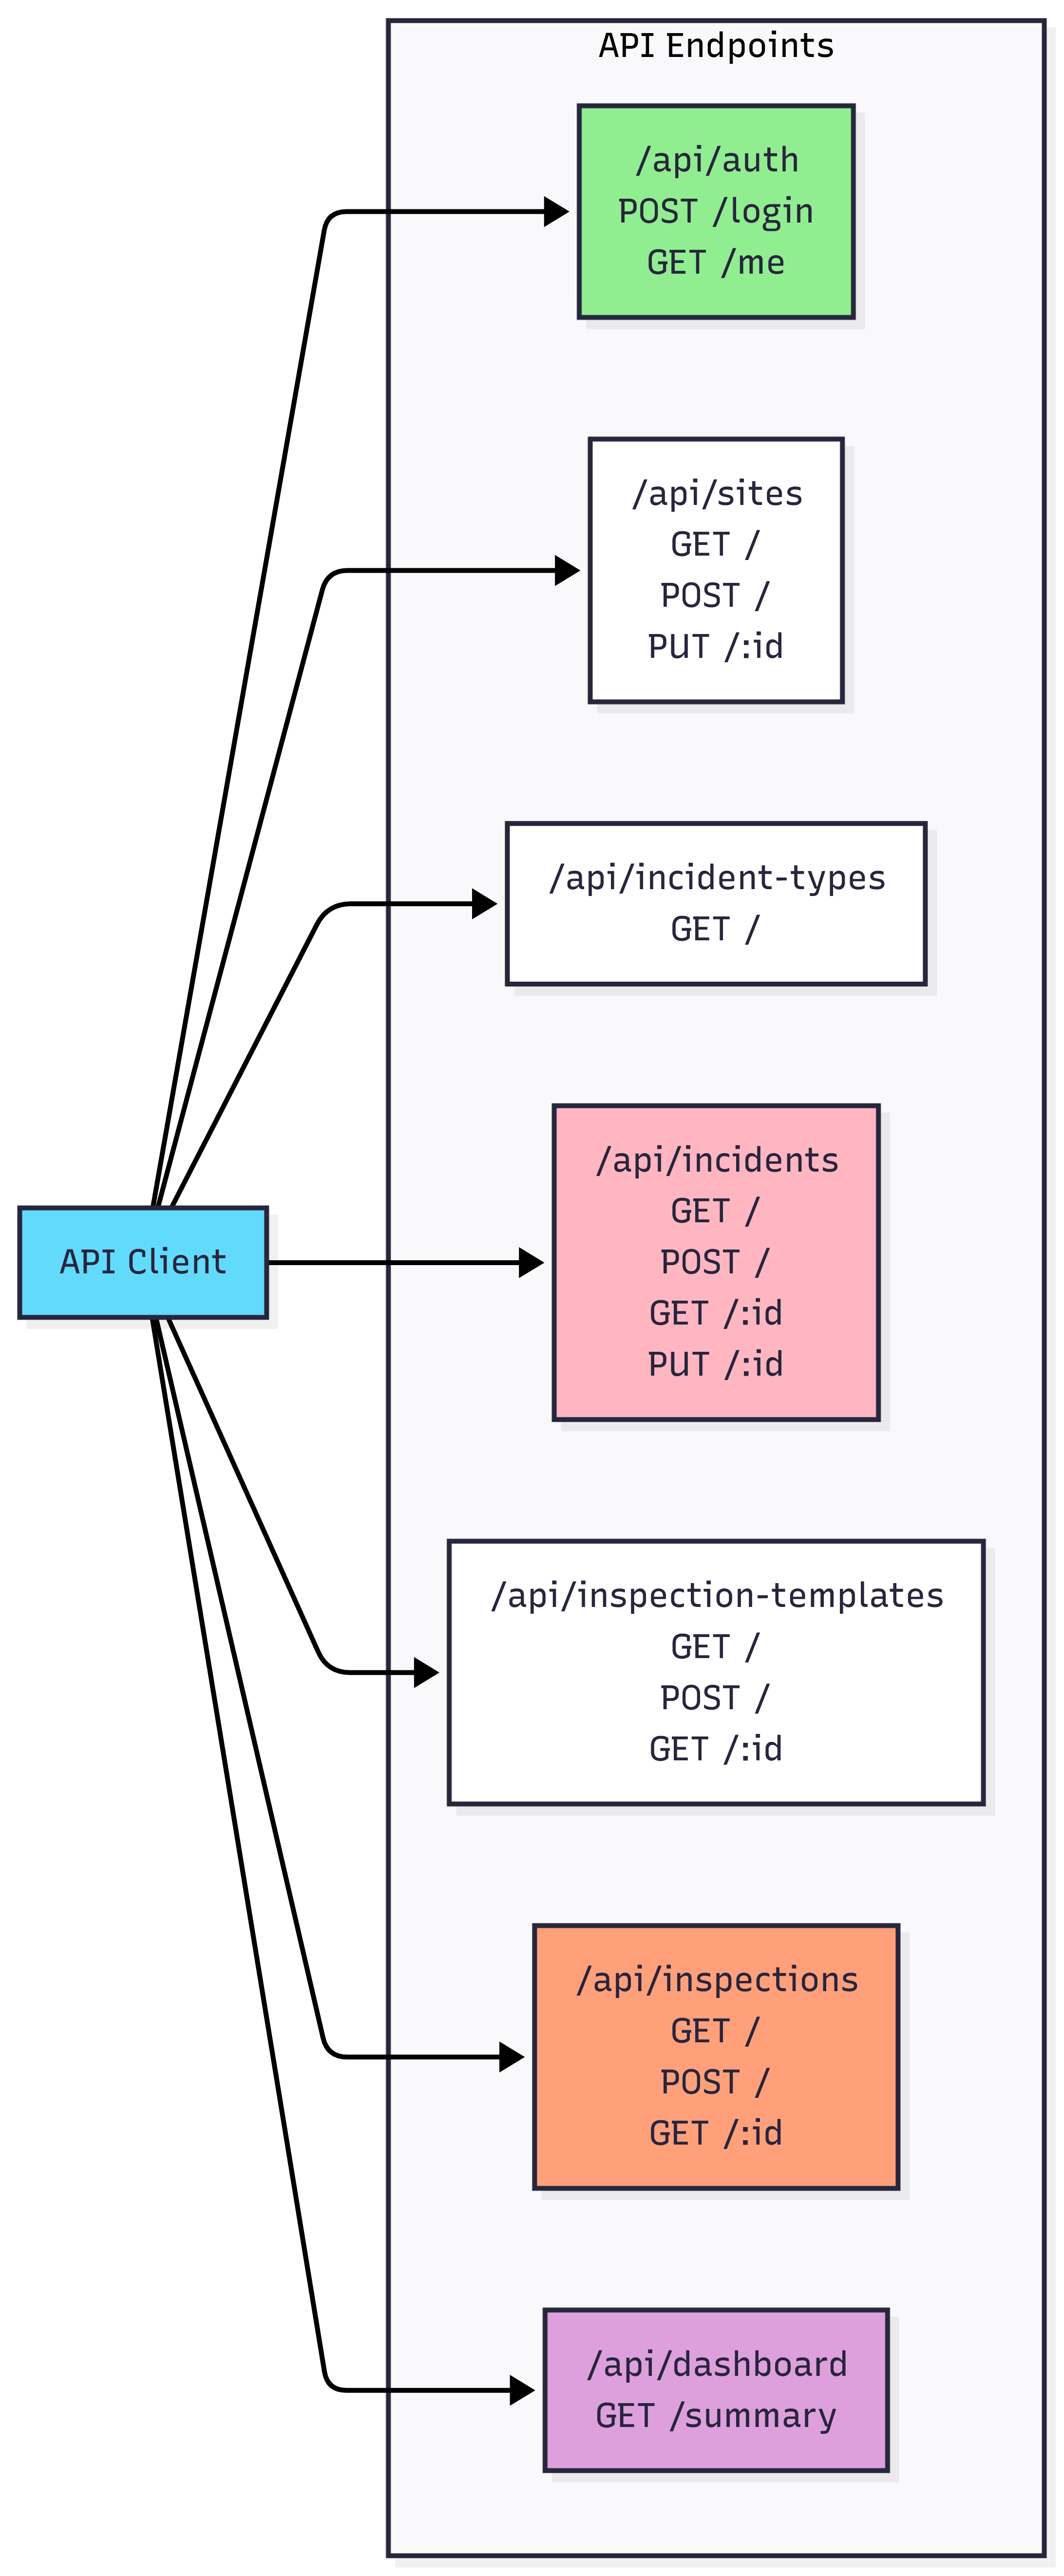 API Endpoints
/api/auth
POST /login
GET /me
/api/sites
GET /
POST /
PUT /:id
/api/incident-types
GET /
/api/incidents
GET /
POST /
GET /:id
PUT /:id
API Client
/api/inspection-templates
GET /
POST /
GET /:id
/api/inspections
GET /
POST /
GET /:id
/api/dashboard
GET /summary